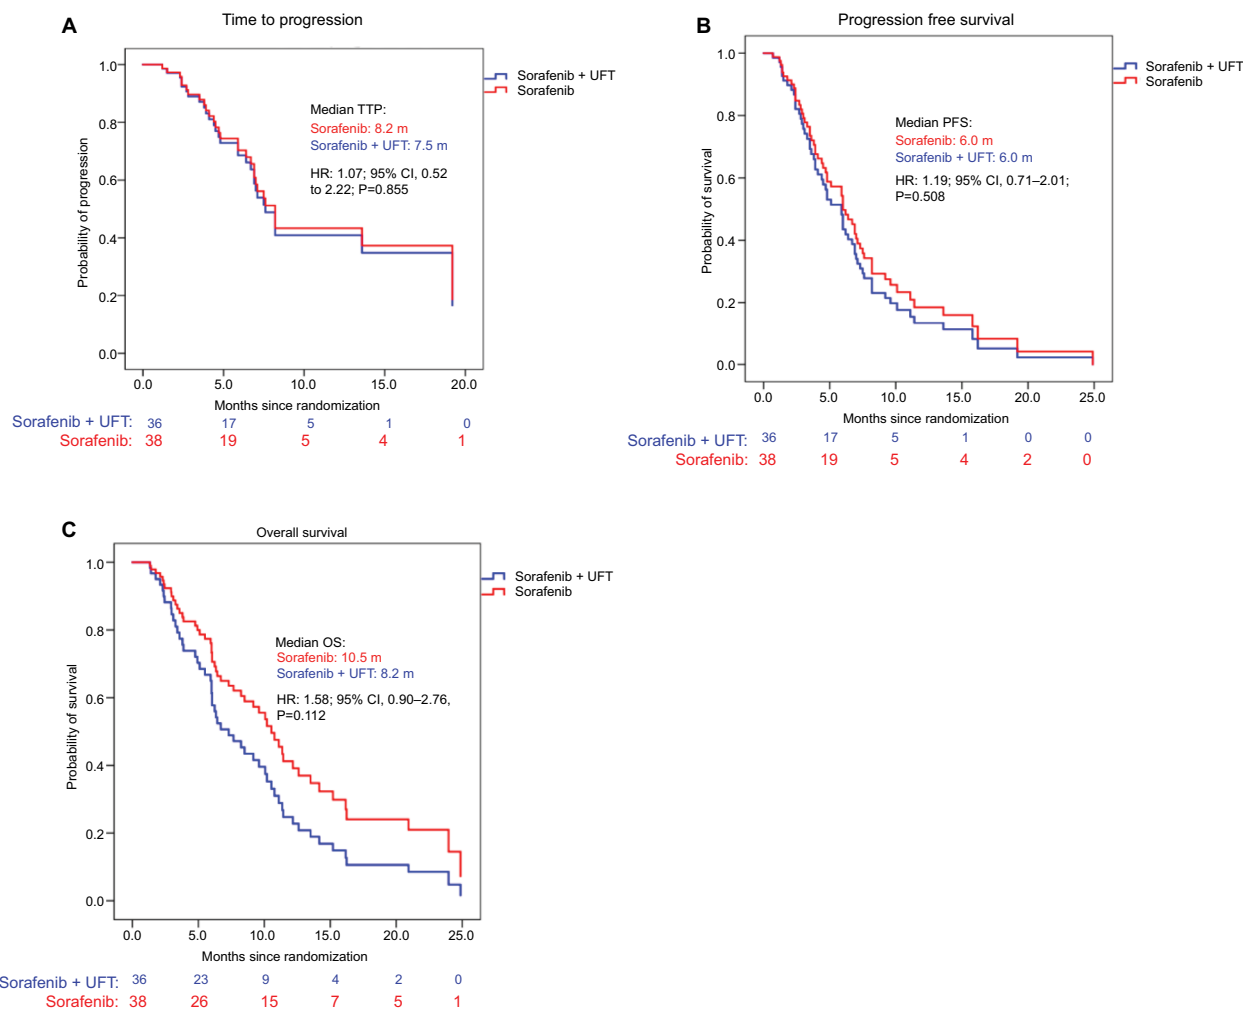 A
Time to progression
Probability of progression
1.0
0.8
0.6
0.4
0.2
0.0
Sorafenib + UFT
Sorafenib
Median TTP:
Sorafenib: 8.2 m
Sorafenib + UFT: 7.5 m
HR: 1.07; 95% CI, 0.52
to 2.22; P=0.855
0.0 5.0 10.0 15.0 20.0
Months since randomization
Sorafenib + UFT: 36 17 5 1 0
Sorafenib: 38 19 5 4 1
B
Progression free survival
Probability of survival
1.0
0.8
0.6
0.4
0.2
0.0
Sorafenib + UFT
Sorafenib
Median PFS:
Sorafenib: 6.0 m
Sorafenib + UFT: 6.0 m
HR: 1.19; 95% CI, 0.71–2.01;
P=0.508
0.0 5.0 10.0 15.0 20.0 25.0
Months since randomization
Sorafenib + UFT: 36 17 5 1 0 0
Sorafenib: 38 19 5 4 2 0
C
Overall survival
Probability of survival
1.0
0.8
0.6
0.4
0.2
0.0
Sorafenib + UFT
Sorafenib
Median OS:
Sorafenib: 10.5 m
Sorafenib + UFT: 8.2 m
HR: 1.58; 95% CI, 0.90–2.76,
P=0.112
0.0 5.0 10.0 15.0 20.0 25.0
Months since randomization
Sorafenib + UFT: 36 23 9 4 2 0
Sorafenib: 38 26 15 7 5 1